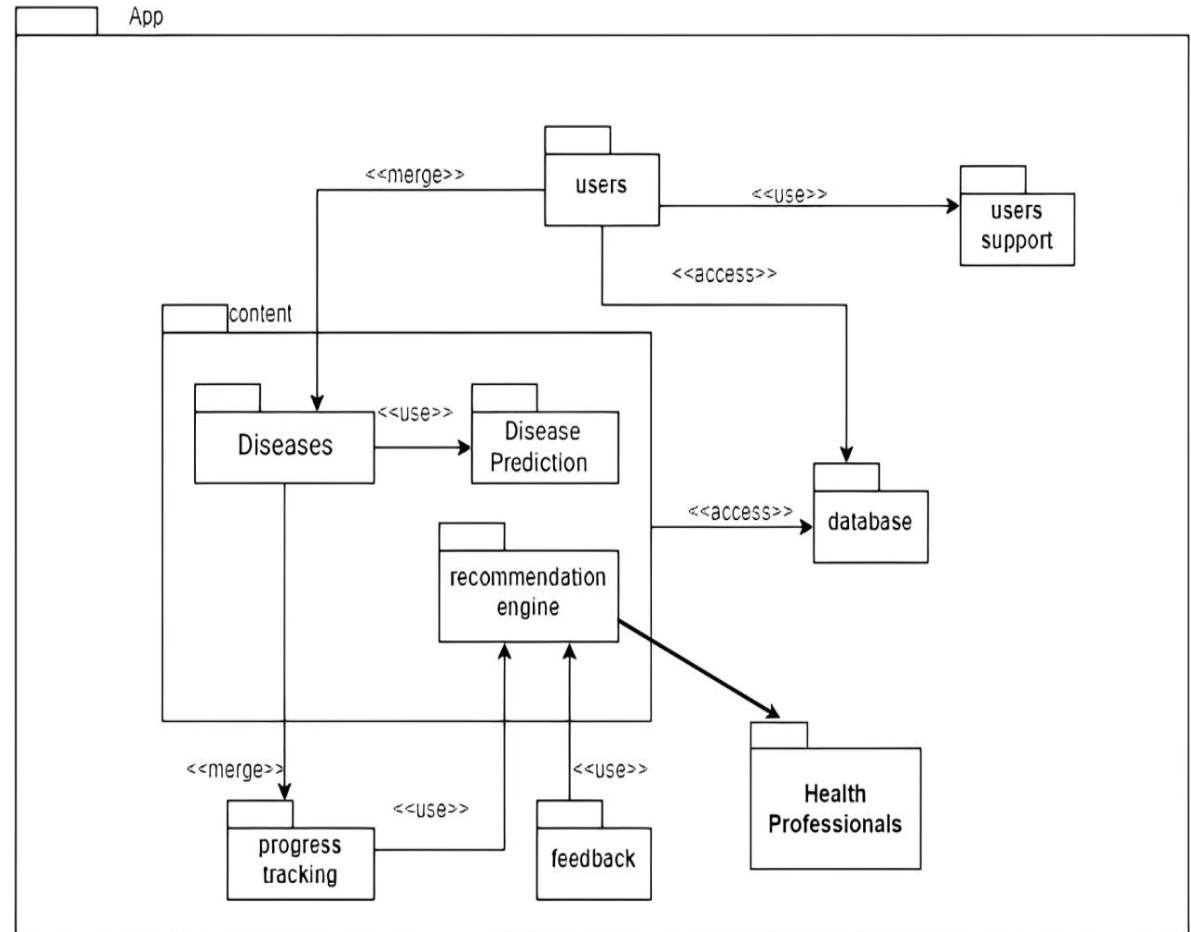 App
<<merge>>
users
<<use>>
users
support
<<access>>
content
Diseases
<<use>>
Disease
Prediction
<<access>>
database
recommendation
engine
<<merge>>
<<use>>
<<use>>
progress
tracking
feedback
Health
Professionals